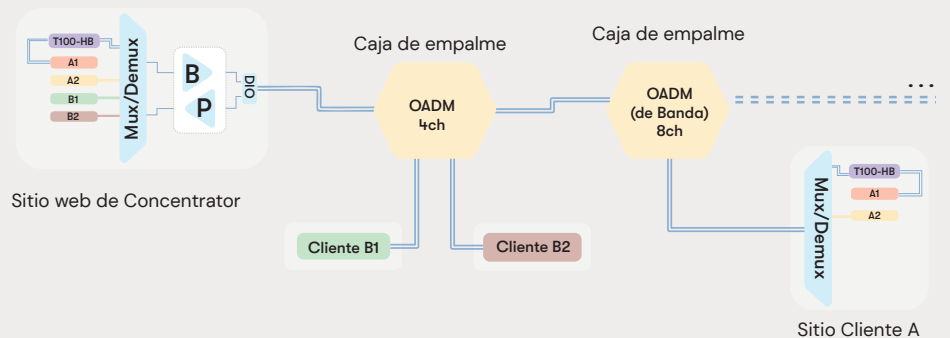 T100-HB
A1
A2
B1
B2
Mux/Demux
B
P
DIO
Sitio web de Concentrator
Caja de empalme
OADM
4ch
Cliente B1
Cliente B2
Caja de empalme
OADM
(de Banda)
8ch
...
Mux/Demux
T100-HB
A1
A2
Sitio Cliente A